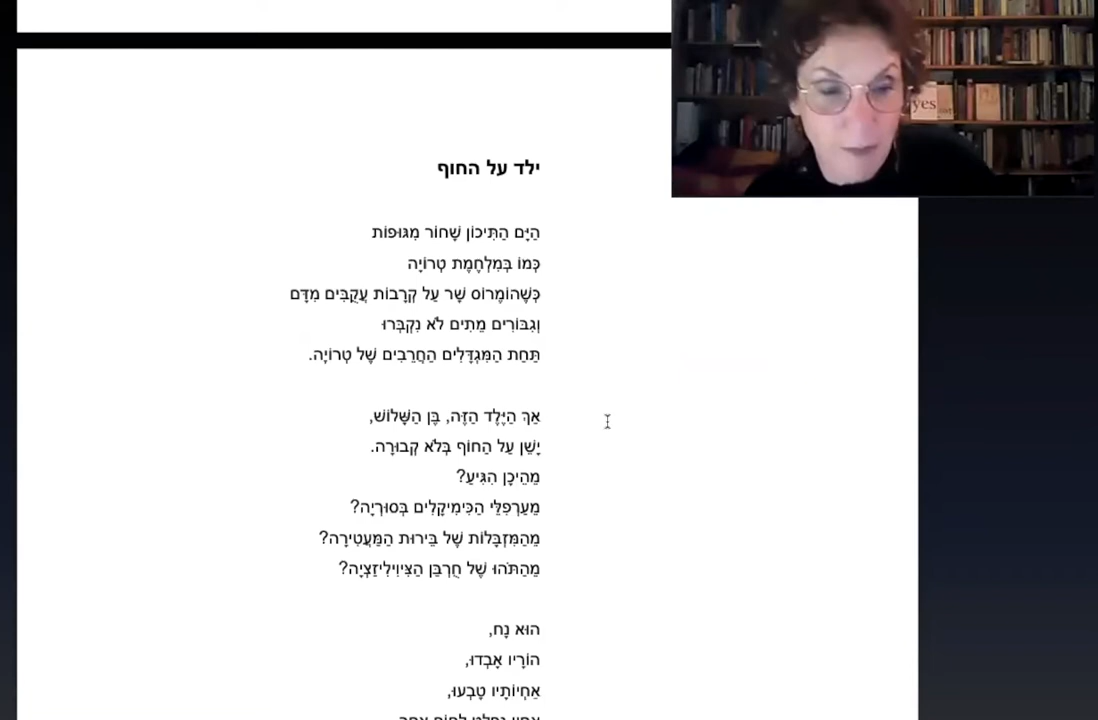 ילד על החוף
הַיָּם הַתִּיכוֹן שָׁחוֹר מִגּוּפוֹת
כְּמוֹ בְּמִלְחֶמֶת טְרוֹיָה
כְּשֶׁהוֹמֶרוֹס שָׁר עַל קְרָבוֹת עֲקֻבִּים מִדָּם
וְגִבּוֹרִים מֵתִים לֹא נִקְבְּרוּ
תַּחַת הַמִּגְדָּלִים הַחֲרֵבִים שֶׁל טְרוֹיָה.
אַךְ הַיֶּלֶד הַזֶּה, בֶּן הַשָּׁלוֹשׁ,
יָשֵׁן עַל הַחוֹף בְּלֹא קְבוּרָה.
מֵהֵיכָן הִגִּיעַ?
מֵעַרְפִלֵּי הַכִּימִיקָלִים בְּסוּרְיָה?
מֵהַמִּזְבָּלוֹת שֶׁל בֵּירוּת הַמַּעֲטִירָה?
מֵהַתֹּהוּ שֶׁל חֻרְבַּן הַצִּיוִילִיזַצְיָה?
הוּא נָח,
הוֹרָיו אָבְדוּ,
אַחְיוֹתָיו טָבְעוּ,
yes